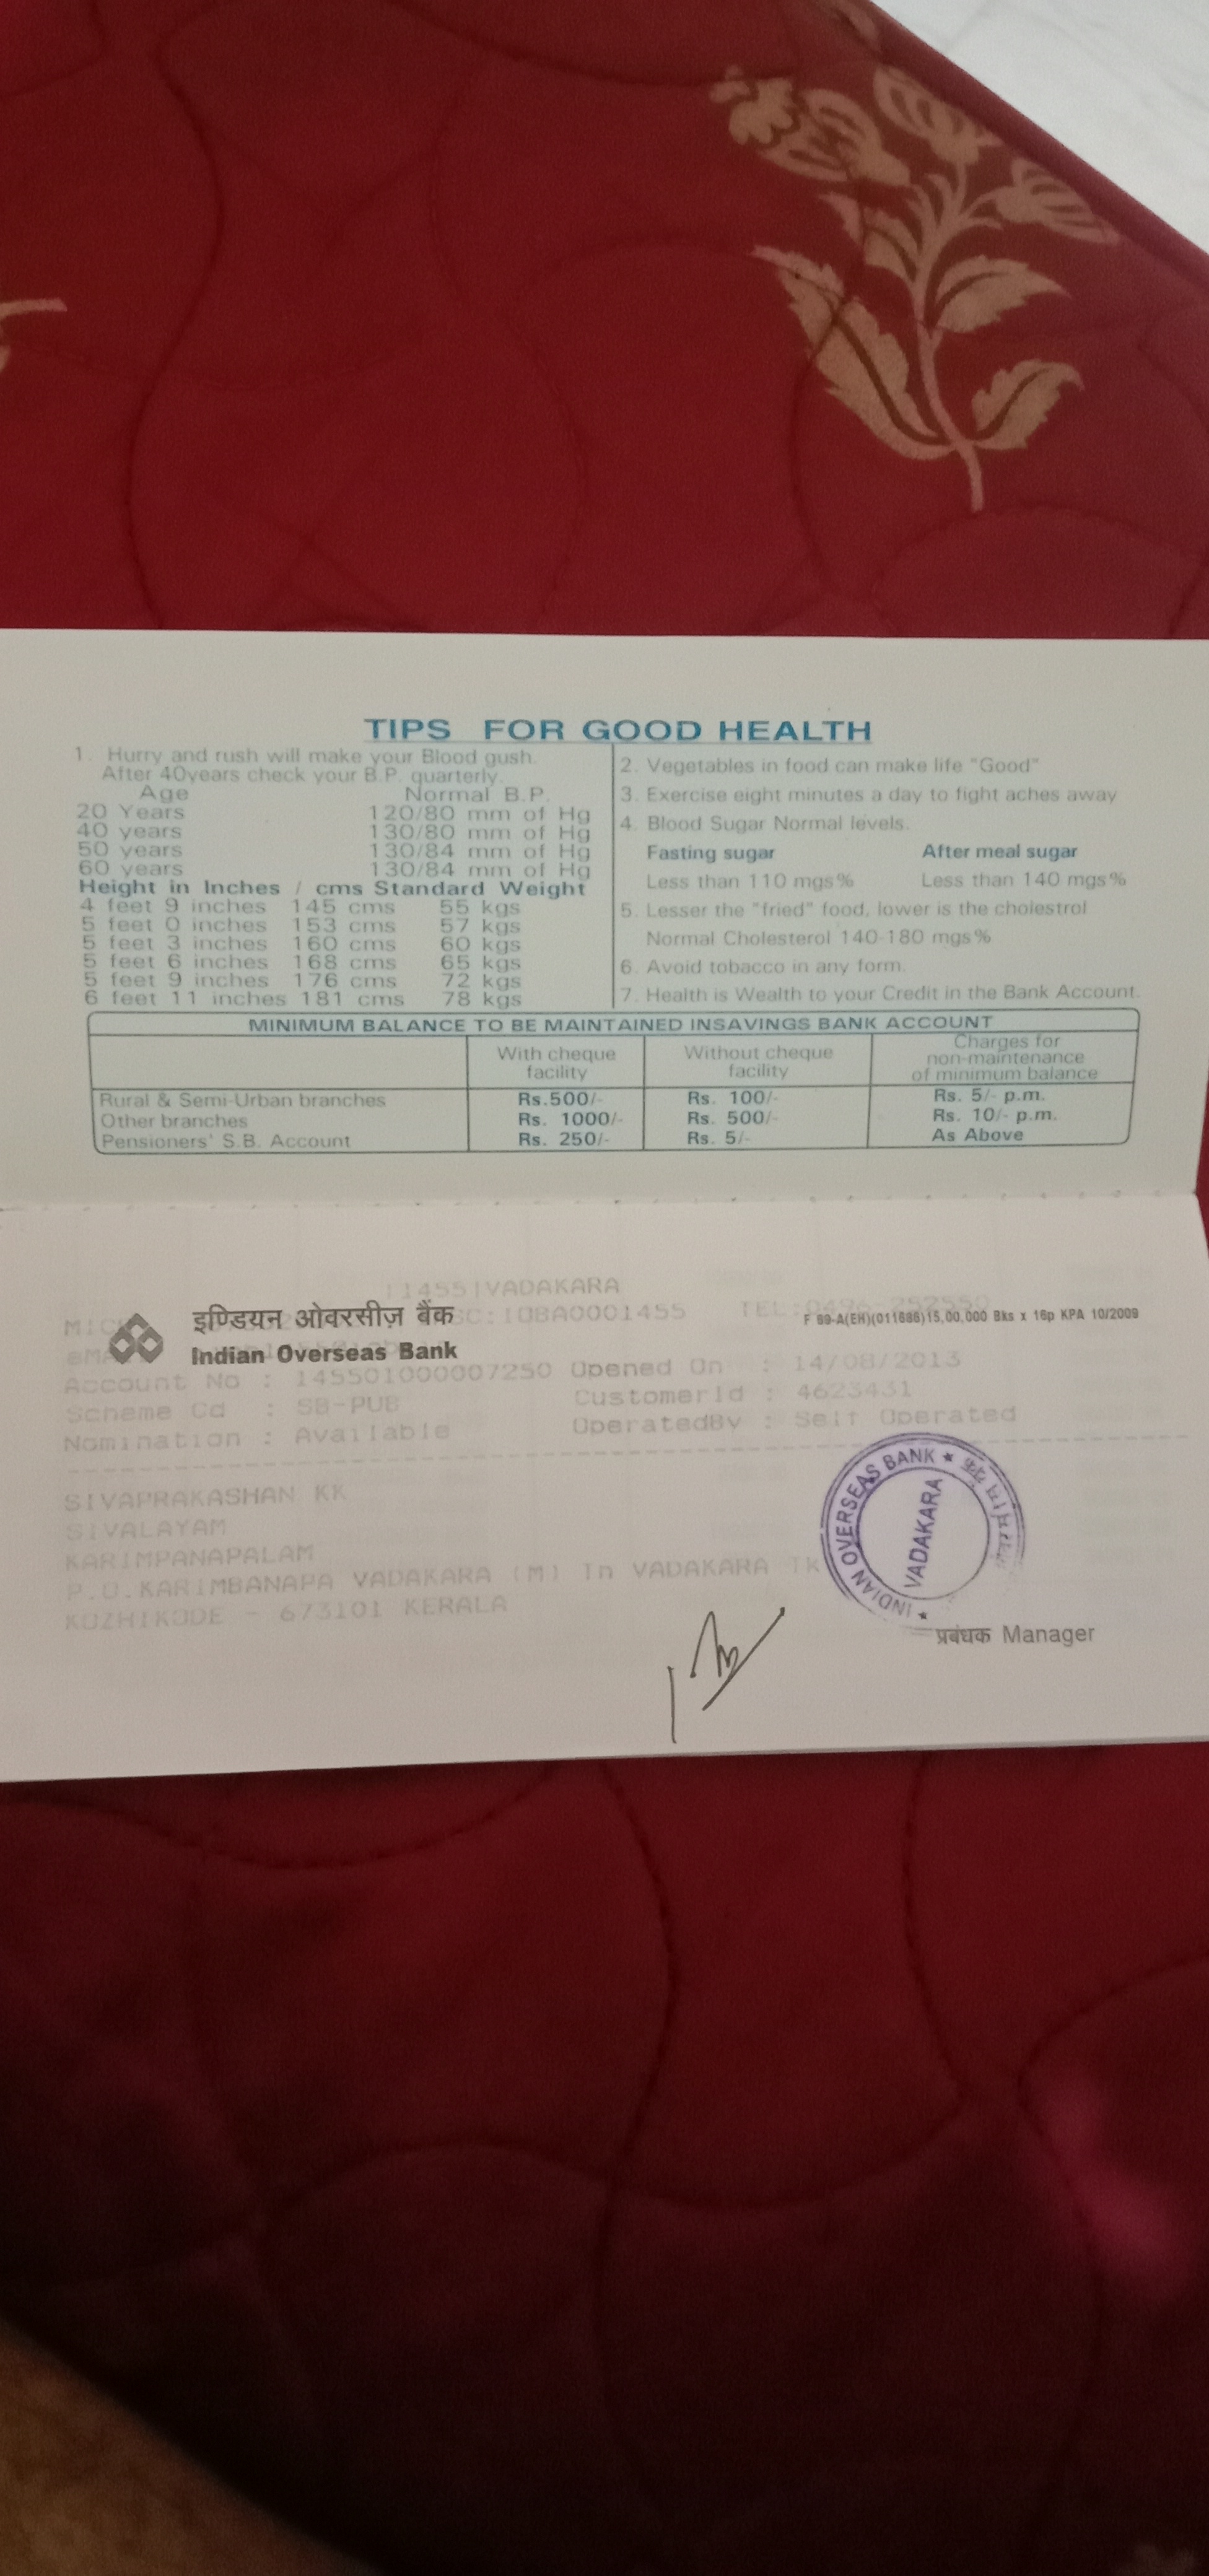 TIPS FOR GOOD HEALTH
1. Hurry and rush will make your Blood gush.
After 40years check your B.P. quarterly.
Age Normal B.P.
20 Years 120/80 mm of Hg
40 years 130/80 mm of Hg
50 years 130/84 mm of Hg
60 years 130/84 mm of Hg
Height in Inches / cms Standard Weight
4 feet 9 inches 145 cms 55 kgs
5 feet 0 inches 153 cms 57 kgs
5 feet 3 inches 160 cms 60 kgs
5 feet 6 inches 168 cms 65 kgs
5 feet 9 inches 176 cms 72 kgs
6 feet 11 inches 181 cms 78 kgs
2. Vegetables in food can make life "Good"
3. Exercise eight minutes a day to fight aches away
4. Blood Sugar Normal levels.
Fasting sugar After meal sugar
Less than 110 mgs% Less than 140 mgs%
5. Lesser the "fried" food, lower is the cholestrol
Normal Cholesterol 140-180 mgs%
6. Avoid tobacco in any form.
7. Health is Wealth to your Credit in the Bank Account.
MINIMUM BALANCE TO BE MAINTAINED INSAVINGS BANK ACCOUNT
With cheque facility Without cheque facility Charges for non-maintenance of minimum balance
Rural & Semi-Urban branches Rs.500/- Rs. 100/- Rs. 5/- p.m.
Other branches Rs. 1000/- Rs. 500/- Rs. 10/- p.m.
Pensioners' S.B. Account Rs. 250/- Rs. 5/- As Above
VADAKARA
इण्डियन ओवरसीज़ बैंक
:IOBA0001455 TEL:
F 69-A(EH)(011688)15,00,000 Bks x 16p KPA 10/2009
Indian Overseas Bank
Account No : 145501000007250 Opened On : 14/08/2013
Scheme Cd : SB-PUB CustomerId : 4623431
Nomination : Available OperatedBy : Self Operated
SIVAPRAKASHAN KK
SIVALAYAM
KARIMPANAPALAM
P.O.KARIMBANAPA VADAKARA (M) In VADAKARA Tk
KOZHIKODE - 673101 KERALA
INDIAN OVERSEAS BANK
VADAKARA
प्रबंधक Manager